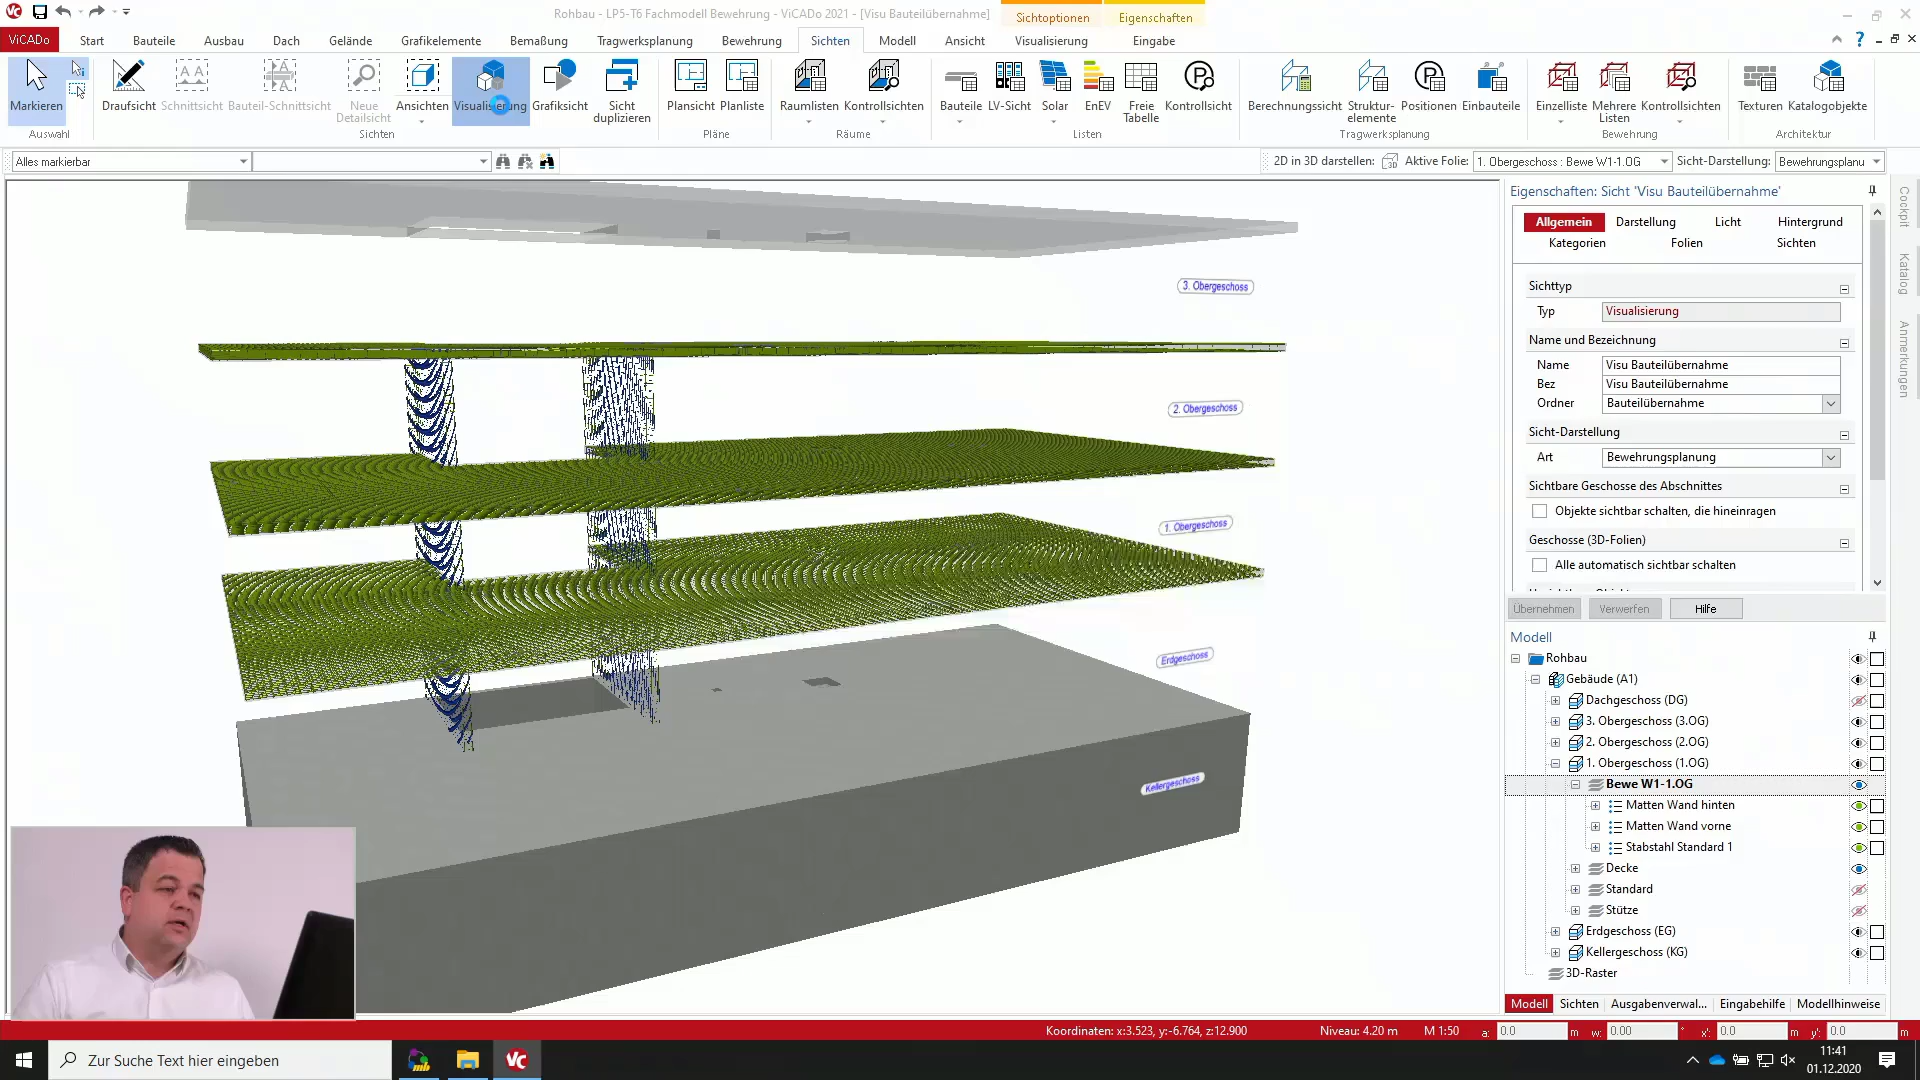 Rohbau - LP5-T6 Fachmodell Bewehrung - ViCADo 2021 - [Visu Bauteilübernahme]
Sichtoptionen
Eigenschaften
ViCADo
Start
Bauteile
Ausbau
Dach
Gelände
Grafikelemente
Bemaßung
Tragwerksplanung
Bewehrung
Sichten
Modell
Ansicht
Visualisierung
Eingabe
Markieren
Draufsicht
Schnittsicht
Bauteil-Schnittsicht
Neue Detailsicht
Ansichten
Visualisierung
Grafiksicht
Sicht duplizieren
Plansicht
Planliste
Raumlisten
Kontrollsichten
Bauteile
LV-Sicht
Solar
EnEV
Freie Tabelle
Kontrollsicht
Berechnungssicht
Struktur-elemente
Positionen
Einbauteile
Einzelliste
Mehrere Listen
Kontrollsichten
Texturen
Katalogobjekte
Auswahl
Sichten
Pläne
Räume
Listen
Tragwerksplanung
Bewehrung
Architektur
Alles markierbar
2D in 3D darstellen:
Aktive Folie:
1. Obergeschoss : Bewe W1-1.OG
Sicht-Darstellung:
Bewehrungsplanu
3. Obergeschoss
2. Obergeschoss
1. Obergeschoss
Erdgeschoss
Kellergeschoss
Eigenschaften: Sicht 'Visu Bauteilübernahme'
Allgemein
Darstellung
Licht
Hintergrund
Kategorien
Folien
Sichten
Sichttyp
Typ
Visualisierung
Name und Bezeichnung
Name
Visu Bauteilübernahme
Bez
Visu Bauteilübernahme
Ordner
Bauteilübernahme
Sicht-Darstellung
Art
Bewehrungsplanung
Sichtbare Geschosse des Abschnittes
Objekte sichtbar schalten, die hineinragen
Geschosse (3D-Folien)
Alle automatisch sichtbar schalten
Übernehmen
Verwerfen
Hilfe
Cockpit
Katalog
Anmerkungen
Modell
Rohbau
Gebäude (A1)
Dachgeschoss (DG)
3. Obergeschoss (3.OG)
2. Obergeschoss (2.OG)
1. Obergeschoss (1.OG)
Bewe W1-1.OG
Matten Wand hinten
Matten Wand vorne
Stabstahl Standard 1
Decke
Standard
Stütze
Erdgeschoss (EG)
Kellergeschoss (KG)
3D-Raster
Modell
Sichten
Ausgabenverwal...
Eingabehilfe
Modellhinweise
Koordinaten: x:3.523, y:-6.764, z:12.900
Niveau: 4.20 m
M 1:50
a:
0.0
m
w:
0.00
°
x':
0.0
m
y':
0.0
m
Zur Suche Text hier eingeben
11:41
01.12.2020